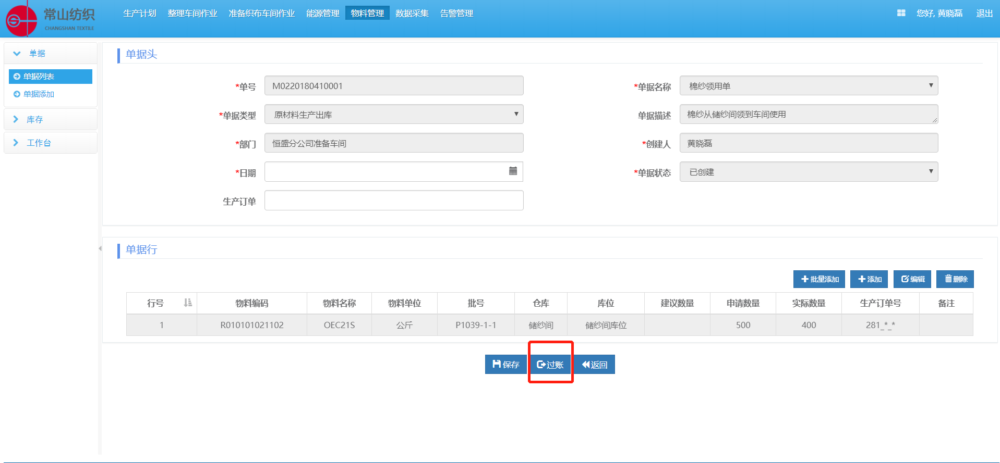 常山纺织
CHANGSHAN TEXTILE
生产计划 整理车间作业 准备织布车间作业 能源管理 物料管理 数据采集 告警管理
您好, 黄晓磊 退出
单据
单据列表
单据添加
库存
工作台
单据头
*单号 M0220180410001 *单据名称 棉纱领用单
*单据类型 原材料生产出库 单据描述 棉纱从储纱间领到车间使用
*部门 恒盛分公司准备车间 *创建人 黄晓磊
*日期 *单据状态 已创建
生产订单
单据行
批量添加 添加 编辑 删除
行号 物料编码 物料名称 物料单位 批号 仓库 库位 建议数量 申请数量 实际数量 生产订单号 备注
1 R010101021102 OEC21S 公斤 P1039-1-1 储纱间 储纱间库位 500 400 281_*_*
保存 过账 返回